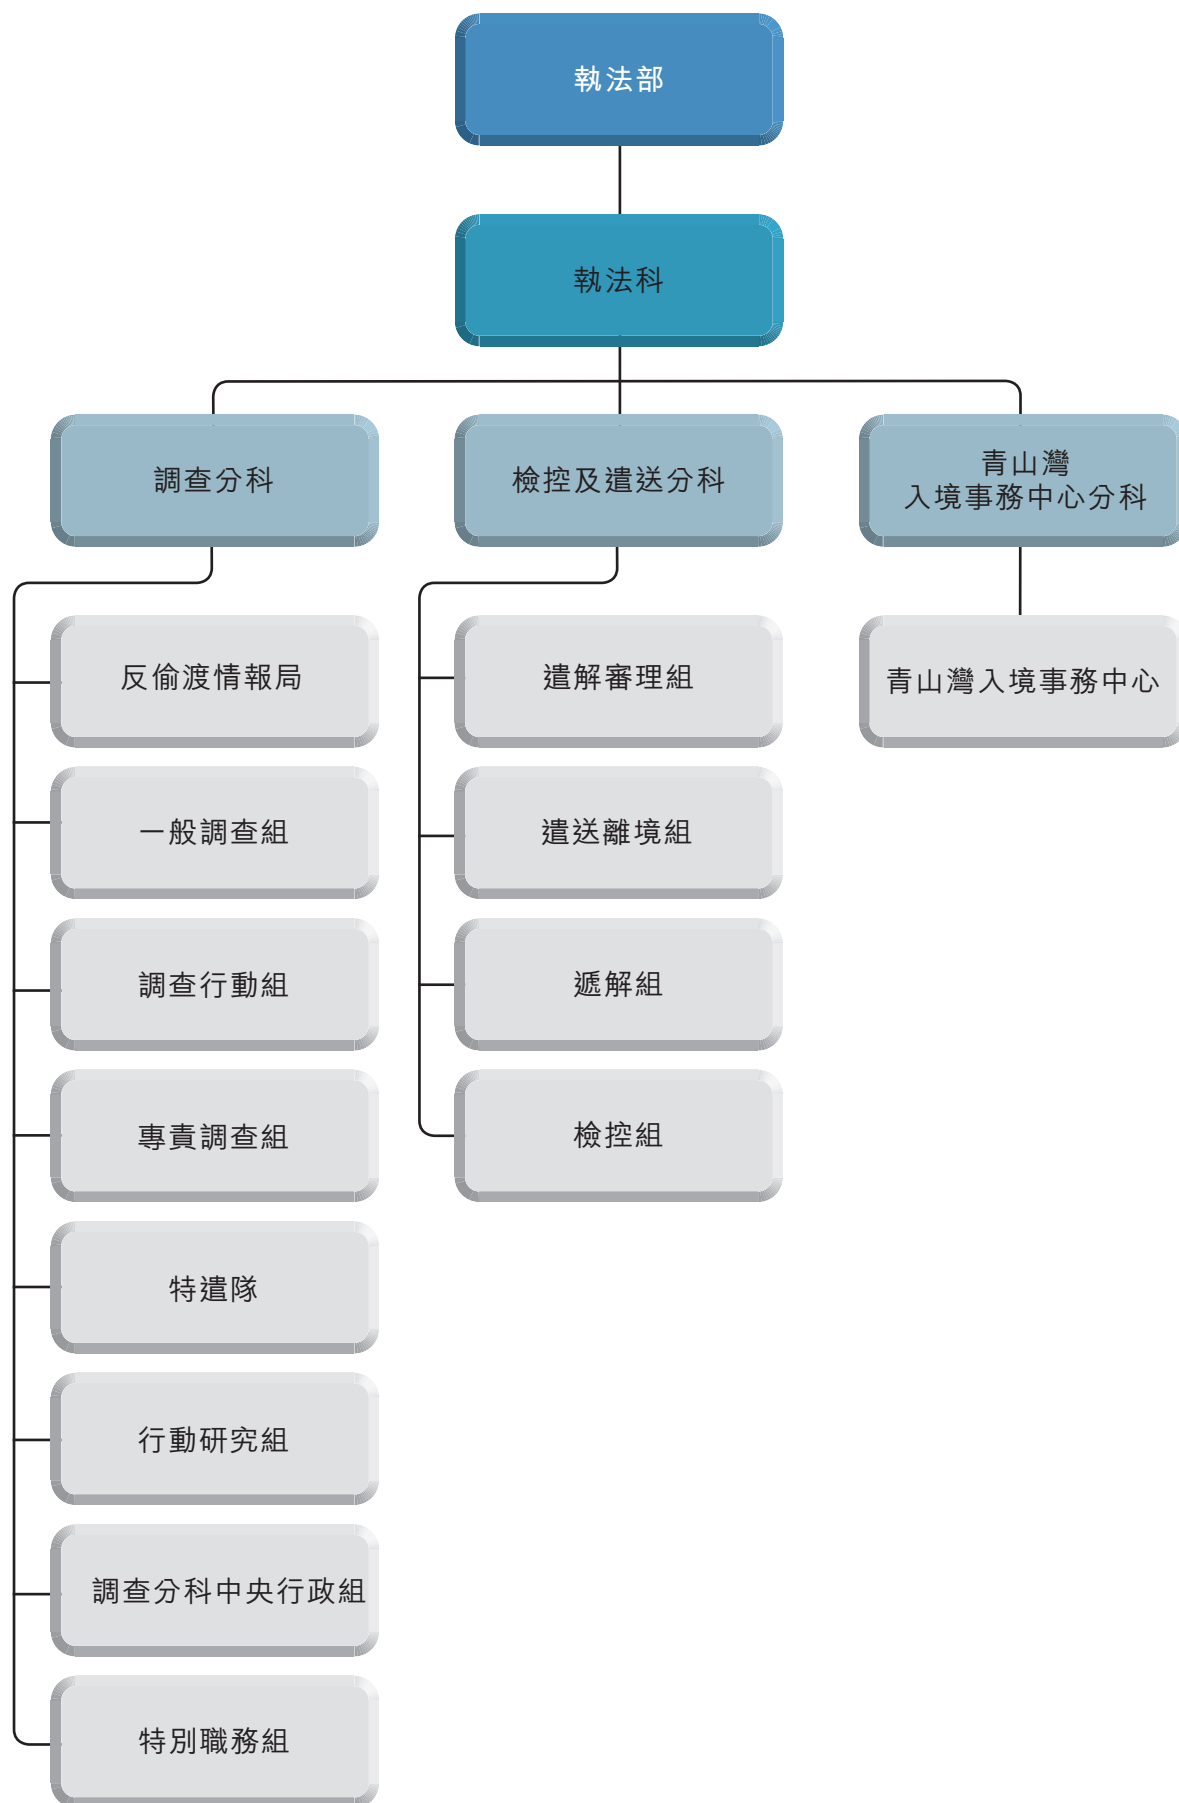 執法部
執法科
調查分科
檢控及遣送分科
青山灣
入境事務中心分科
反偷渡情報局
一般調查組
調查行動組
專責調查組
特遣隊
行動研究組
調查分科中央行政組
特別職務組
遣解審理組
遣送離境組
遞解組
檢控組
青山灣入境事務中心